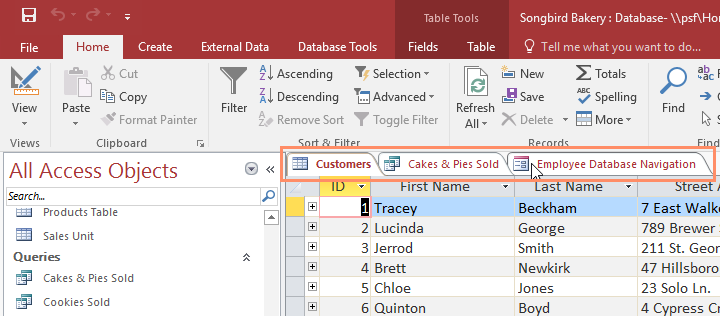 Table Tools
Songbird Bakery : Database- \\psf\Hom
File Home Create External Data Database Tools Fields Table Tell me what you want to do...
View
Paste
Cut
Copy
Format Painter
Filter
Ascending
Descending
Remove Sort
Selection
Advanced
Toggle Filter
Refresh
All
New
Save
Delete
Totals
Spelling
More
Find
Views Clipboard Sort & Filter Records
Customers Cakes & Pies Sold Employee Database Navigation
All Access Objects
Search...
Products Table
Sales Unit
Queries
Cakes & Pies Sold
Cookies Sold
ID First Name Last Name Street A
1 Tracey Beckham 7 East Walke
2 Lucinda George 789 Brewer
3 Jerrod Smith 211 St. Geor
4 Brett Newkirk 47 Hillsboro
5 Chloe Jones 23 Solo Ln.
6 Quinton Boyd 4 Cypress Cr